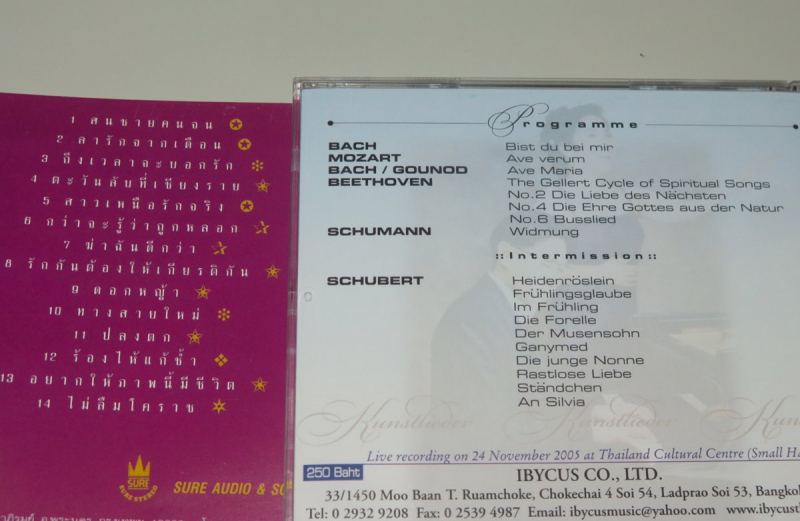 1 สนชายคนจน
2 ลารักจากเตือน
3 ถึงเวลาจะบอกรัก
4 ตะวันลับที่เชียงราย
5 สาวเหนือรักจริง
6 กว่าจะรู้ว่าถูกหลอก
7 ฆ่าฉันดีกว่า
8 รักกันต้องให้เกียรติกัน
9 ดอกหญ้า
10 ทางสายใหม่
11 ปลงตก
12 ร้องไห้แก้ช้ำ
13 อยากให้ภาพนี้มีชีวิต
14 ไม่ลืมโคราช
SURE
SURE STEREO
SURE AUDIO &
Programme
BACH Bist du bei mir
MOZART Ave verum
BACH / GOUNOD Ave Maria
BEETHOVEN The Gellert Cycle of Spiritual Songs
No.2 Die Liebe des Nächsten
No.4 Die Ehre Gottes aus der Natur
No.6 Busslied
SCHUMANN Widmung
:: Intermission ::
SCHUBERT Heidenröslein
Frühlingsglaube
Im Frühling
Die Forelle
Der Musensohn
Ganymed
Die junge Nonne
Rastlose Liebe
Ständchen
An Silvia
Kunstlieder Kunstlieder
Live recording on 24 November 2005 at Thailand Cultural Centre (Small
250 Baht IBYCUS CO., LTD.
33/1450 Moo Baan T. Ruamchoke, Chokechai 4 Soi 54, Ladprao Soi 53,
Tel: 0 2932 9208 Fax: 0 2539 4987 Email: ibycusmusic@yahoo.com